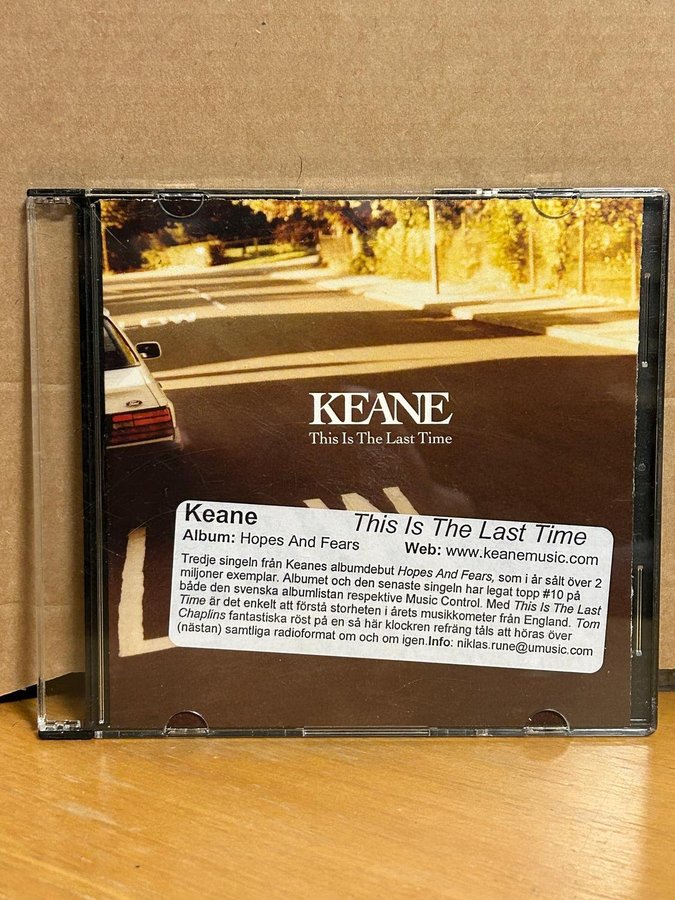 KEANE
This Is The Last Time
Keane This Is The Last Time
Album: Hopes And Fears Web: www.keanemusic.com
Tredje singeln från Keanes albumdebut Hopes And Fears, som i år sålt över 2
miljoner exemplar. Albumet och den senaste singeln har legat topp #10 på
både den svenska albumlistan respektive Music Control. Med This Is The Last
Time är det enkelt att förstå storheten i årets musikkometer från England. Tom
Chaplins fantastiska röst på en så här klockren refräng tåls att höras över
(nästan) samtliga radioformat om och om igen.Info: niklas.rune@umusic.com